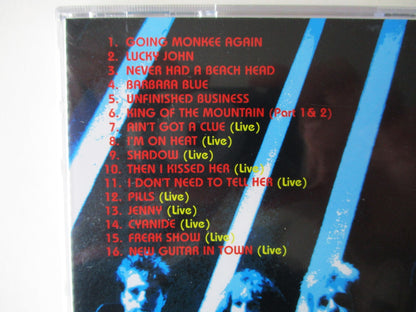 1. GOING MONKEE AGAIN
2. LUCKY JOHN
3. NEVER HAD A BEACH HEAD
4. BARBARA BLUE
5. UNFINISHED BUSINESS
6. KING OF THE MOUNTAIN (Part 1 & 2)
7. AIN'T GOT A CLUE (Live)
8. I'M ON HEAT (Live)
9. SHADOW (Live)
10. THEN I KISSED HER (Live)
11. I DON'T NEED TO TELL HER (Live)
12. PILLS (Live)
13. JENNY (Live)
14. CYANIDE (Live)
15. FREAK SHOW (Live)
16. NEW GUITAR IN TOWN (Live)